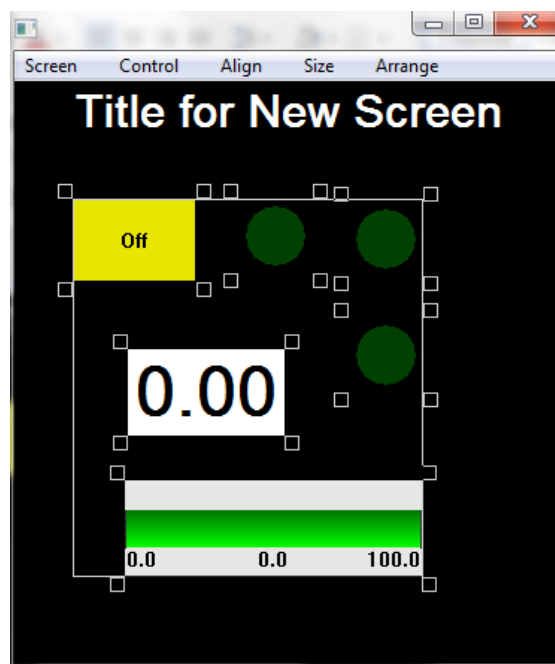 Screen Control Align Size Arrange
Title for New Screen
Off
0.00
0.0 0.0 100.0